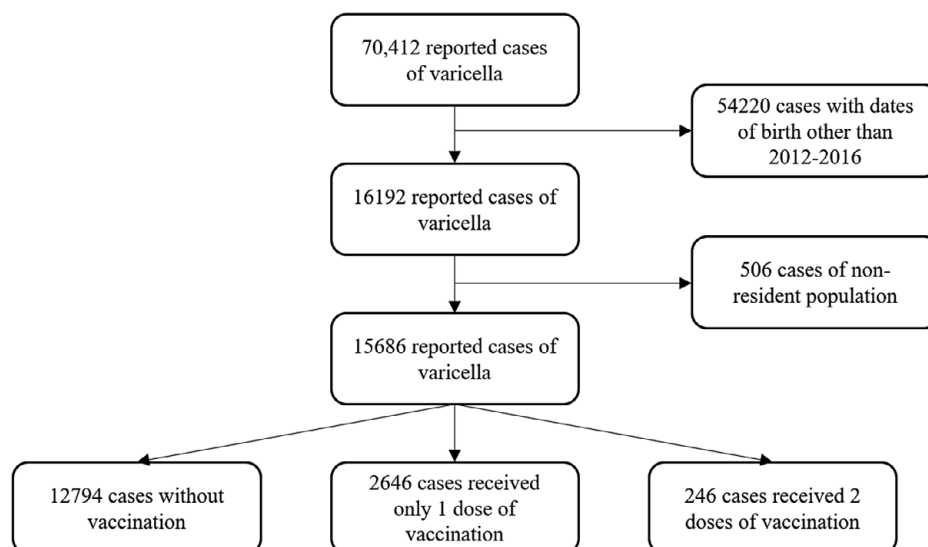 70,412 reported cases
of varicella
54220 cases with dates
of birth other than
2012-2016
16192 reported cases of
varicella
506 cases of non-
resident population
15686 reported cases of
varicella
12794 cases without
vaccination
2646 cases received
only 1 dose of
vaccination
246 cases received 2
doses of vaccination